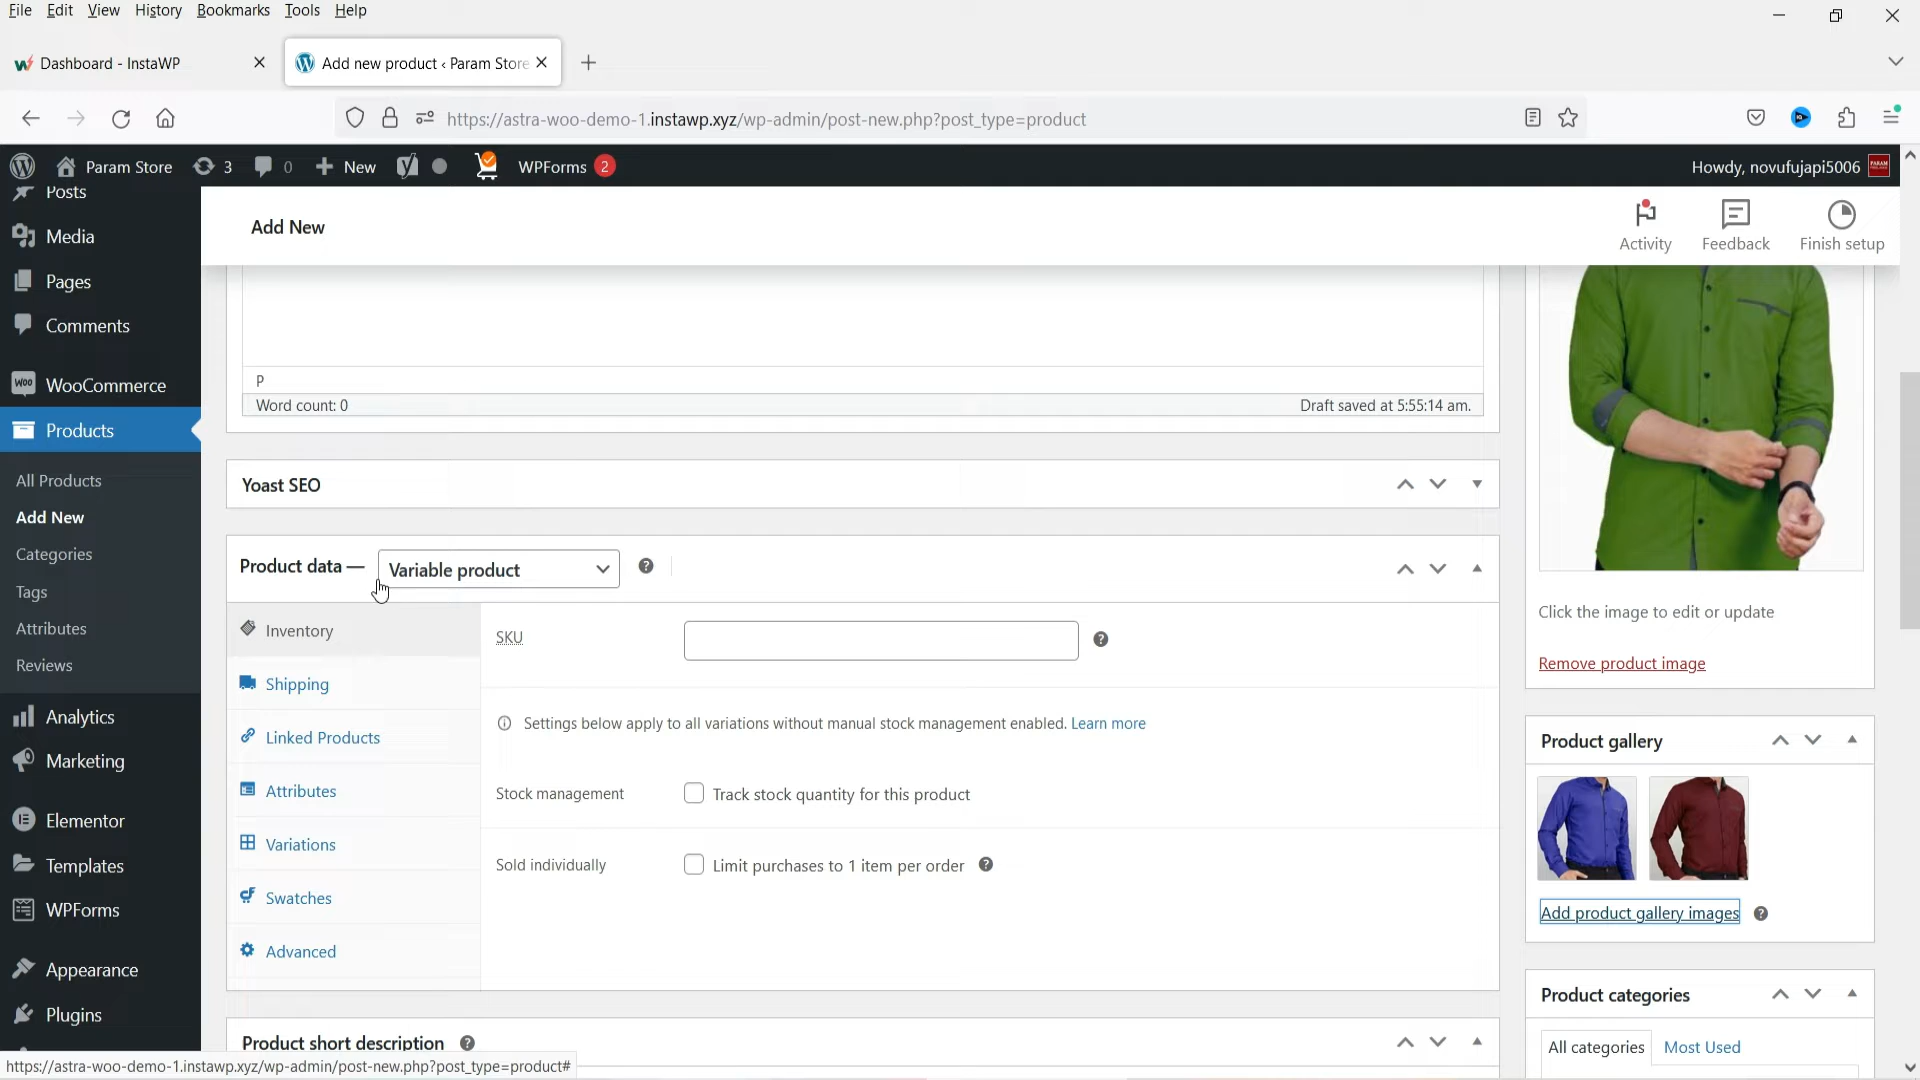 File Edit View History Bookmarks Tools Help
Dashboard - InstaWP
Add new product ‹ Param Store
https://astra-woo-demo-1.instawp.xyz/wp-admin/post-new.php?post_type=product
Param Store 3 0 New WPForms 2
Howdy, novufujapi5006
Posts
Media
Pages
Comments
WooCommerce
Products
All Products
Add New
Categories
Tags
Attributes
Reviews
Analytics
Marketing
Elementor
Templates
WPForms
Appearance
Plugins
Add New
Activity
Feedback
Finish setup
P
Word count: 0
Draft saved at 5:55:14 am.
Yoast SEO
Product data — Variable product
Inventory
Shipping
Linked Products
Attributes
Variations
Swatches
Advanced
SKU
Settings below apply to all variations without manual stock management enabled. Learn more
Stock management
Track stock quantity for this product
Sold individually
Limit purchases to 1 item per order
Product short description
Click the image to edit or update
Remove product image
Product gallery
Add product gallery images
Product categories
All categories
Most Used
https://astra-woo-demo-1.instawp.xyz/wp-admin/post-new.php?post_type=product#